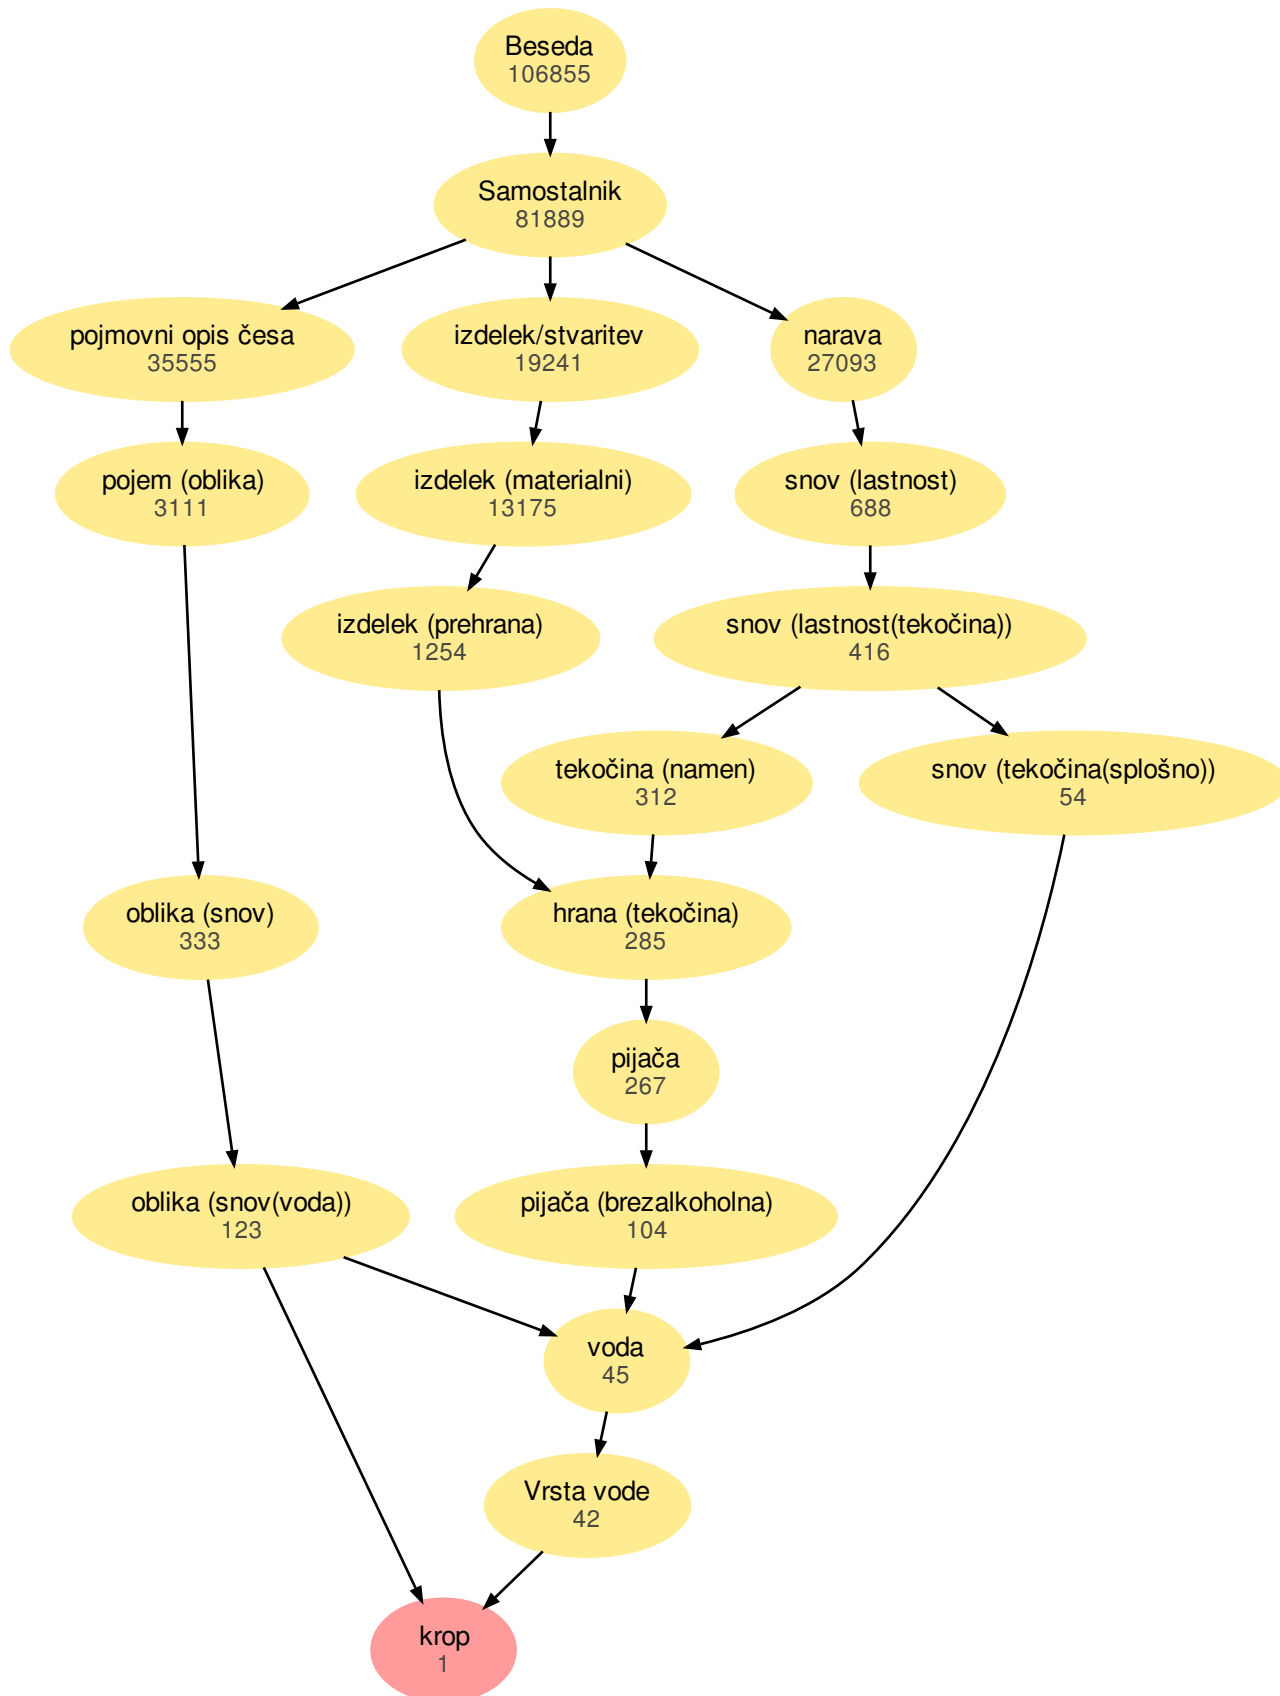 Beseda
106855
Samostalnik
81889
pojmovni opis česa
35555
izdelek/stvaritev
19241
narava
27093
pojem (oblika)
3111
izdelek (materialni)
13175
snov (lastnost)
688
izdelek (prehrana)
1254
snov (lastnost(tekočina))
416
tekočina (namen)
312
snov (tekočina(splošno))
54
oblika (snov)
333
hrana (tekočina)
285
pijača
267
oblika (snov(voda))
123
pijača (brezalkoholna)
104
voda
45
Vrsta vode
42
krop
1